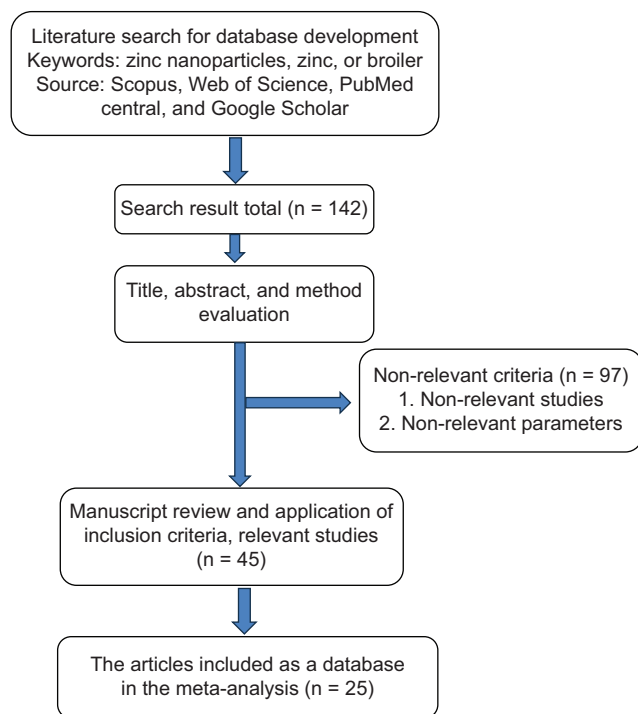 Literature search for database development
Keywords: zinc nanoparticles, zinc, or broiler
Source: Scopus, Web of Science, PubMed
central, and Google Scholar
Search result total (n = 142)
Title, abstract, and method
evaluation
Non-relevant criteria (n = 97)
1. Non-relevant studies
2. Non-relevant parameters
Manuscript review and application of
inclusion criteria, relevant studies
(n = 45)
The articles included as a database
in the meta-analysis (n = 25)